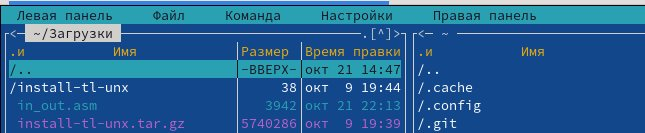 Левая панель Файл Команда Настройки Правая панель
<─ ~/Загрузки .[^]> <─ ~
.и Имя Размер Время правки .и Имя
/.. -ВВЕРХ- окт 21 14:47 /..
/install-tl-unx 38 окт 9 19:44 /.cache
in_out.asm 3942 окт 21 22:13 /.config
install-tl-unx.tar.gz 5740286 окт 9 19:39 /.git